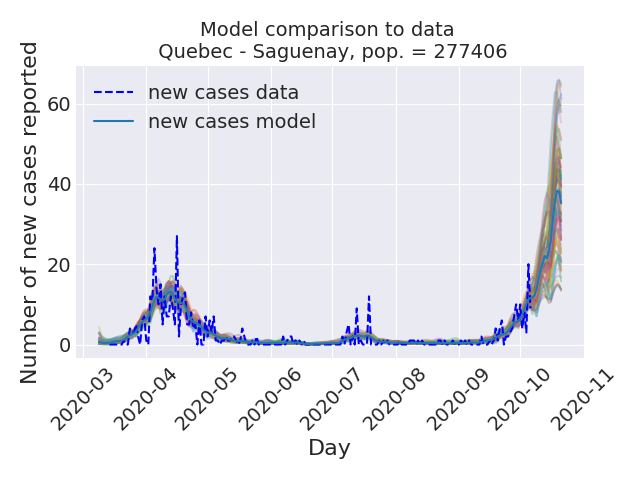 Model comparison to data
Quebec - Saguenay, pop. = 277406
Number of new cases reported
60
40
20
0
new cases data
new cases model
2020-03
2020-04
2020-05
2020-06
2020-07
2020-08
2020-09
2020-10
2020-11
Day